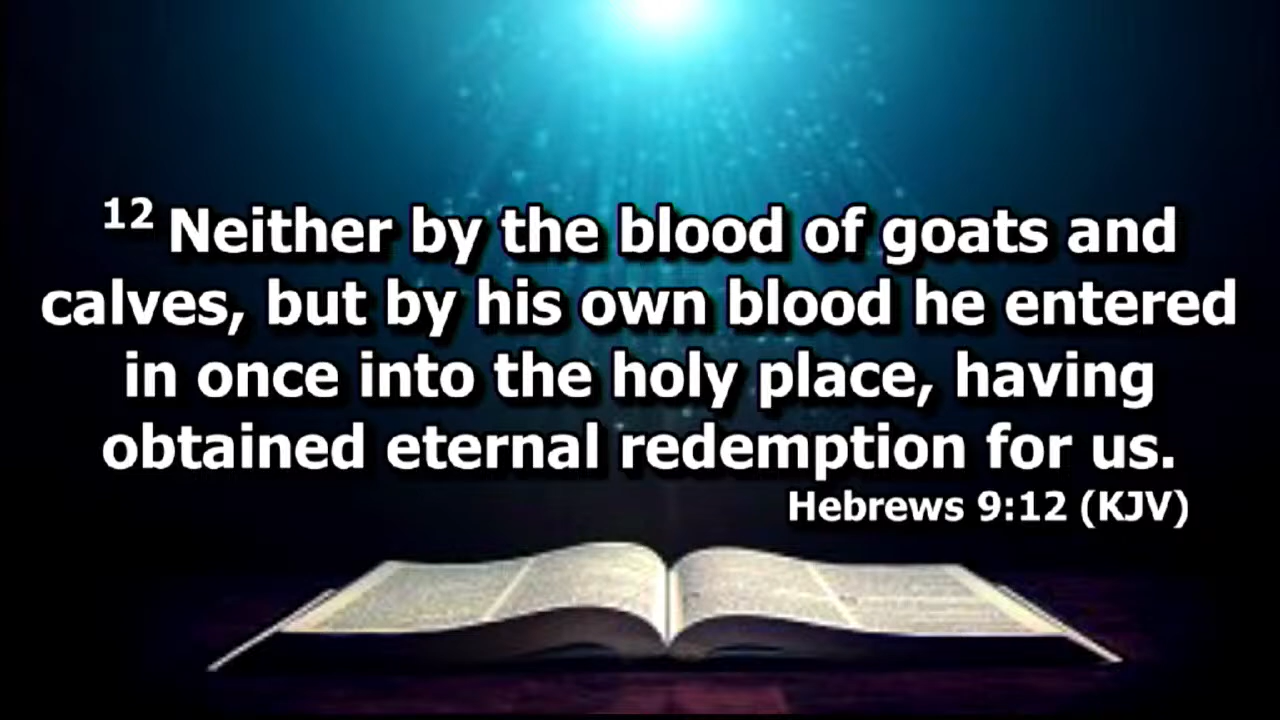 12 Neither by the blood of goats and
calves, but by his own blood he entered
in once into the holy place, having
obtained eternal redemption for us.
Hebrews 9:12 (KJV)